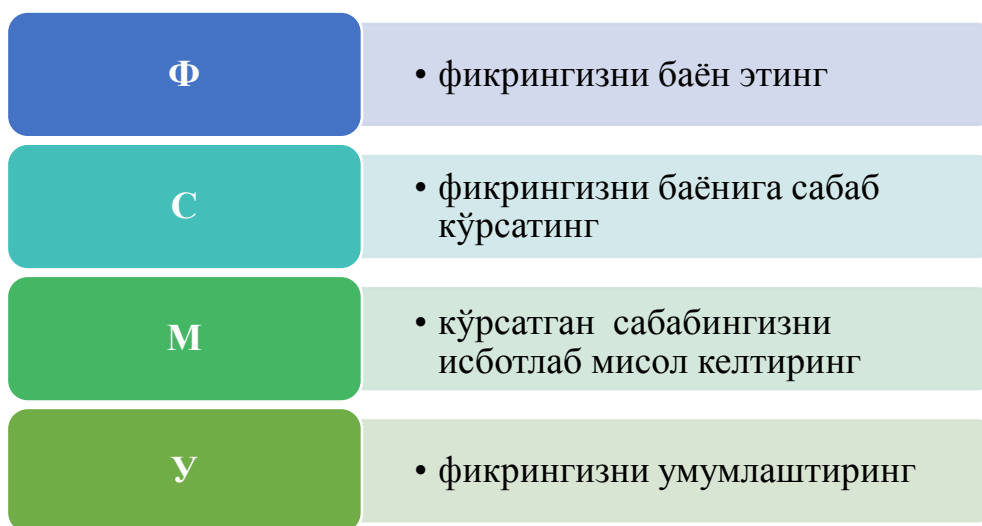 Ф
• фикрингизни баён этинг
С
• фикрингизни баёнига сабаб
кўрсатинг
М
• кўрсатган сабабингизни
исботлаб мисол келтиринг
У
• фикрингизни умумлаштиринг